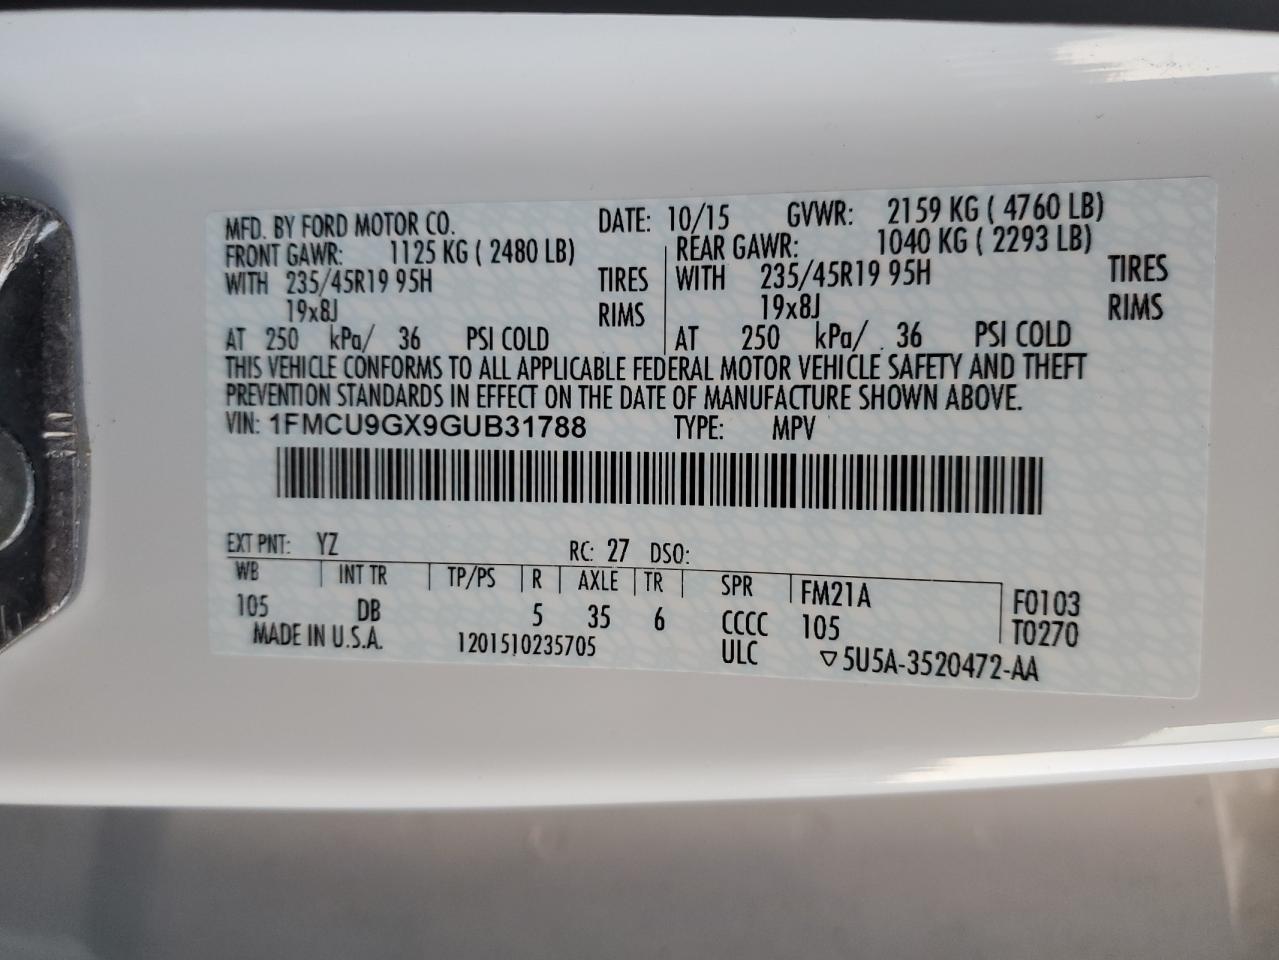 MFD. BY FORD MOTOR CO. DATE: 10/15 GVWR: 2159 KG ( 4760 LB)
FRONT GAWR: 1125 KG ( 2480 LB) REAR GAWR: 1040 KG ( 2293 LB)
WITH 235/45R19 95H TIRES WITH 235/45R19 95H TIRES
19x8J RIMS 19x8J RIMS
AT 250 kPa/ 36 PSI COLD AT 250 kPa/ 36 PSI COLD
THIS VEHICLE CONFORMS TO ALL APPLICABLE FEDERAL MOTOR VEHICLE SAFETY AND THEFT
PREVENTION STANDARDS IN EFFECT ON THE DATE OF MANUFACTURE SHOWN ABOVE.
VIN: 1FMCU9GX9GUB31788 TYPE: MPV
EXT PNT: YZ RC: 27 DSO:
WB INT TR TP/PS R AXLE TR SPR FM21A F0103
105 DB 5 35 6 CCCC 105 T0270
MADE IN U.S.A. 1201510235705 ULC ▽5U5A-3520472-AA